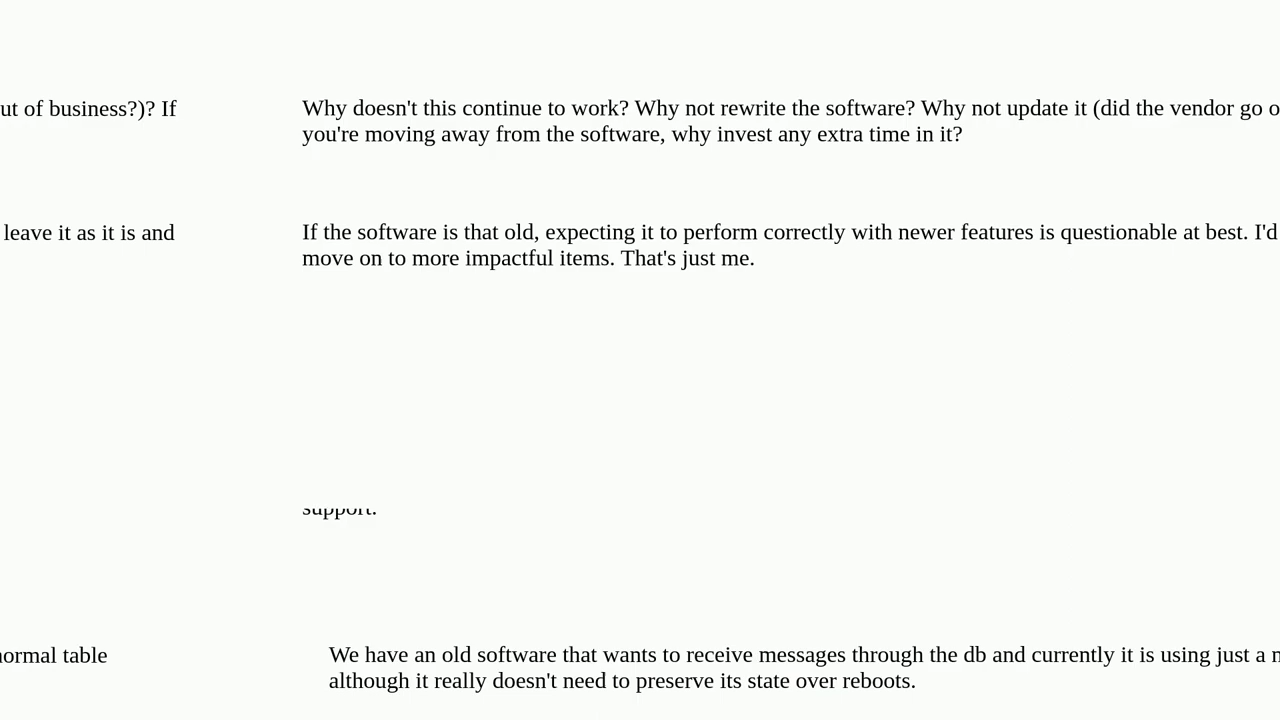 ut of business?)? If
Why doesn't this continue to work? Why not rewrite the software? Why not update it (did the vendor go o
you're moving away from the software, why invest any extra time in it?
leave it as it is and
If the software is that old, expecting it to perform correctly with newer features is questionable at best. I'd
move on to more impactful items. That's just me.
support.
normal table
We have an old software that wants to receive messages through the db and currently it is using just a n
although it really doesn't need to preserve its state over reboots.